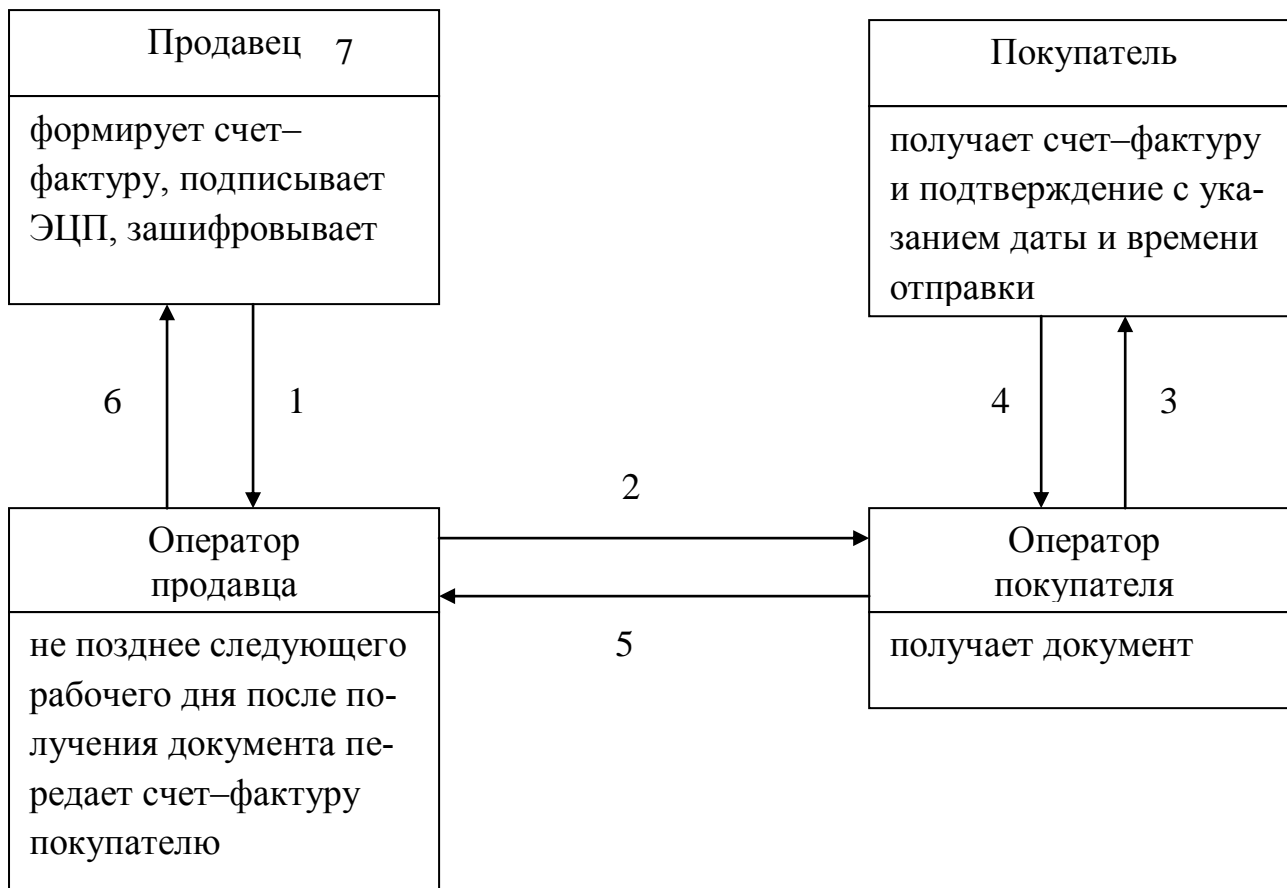 Продавец 7
формирует счет–
фактуру, подписывает
ЭЦП, зашифровывает
Покупатель
получает счет–фактуру
и подтверждение с ука-
занием даты и времени
отправки
6
1
4
3
2
5
Оператор
продавца
не позднее следующего
рабочего дня после по-
лучения документа пе-
редает счет–фактуру
покупателю
Оператор
покупателя
получает документ